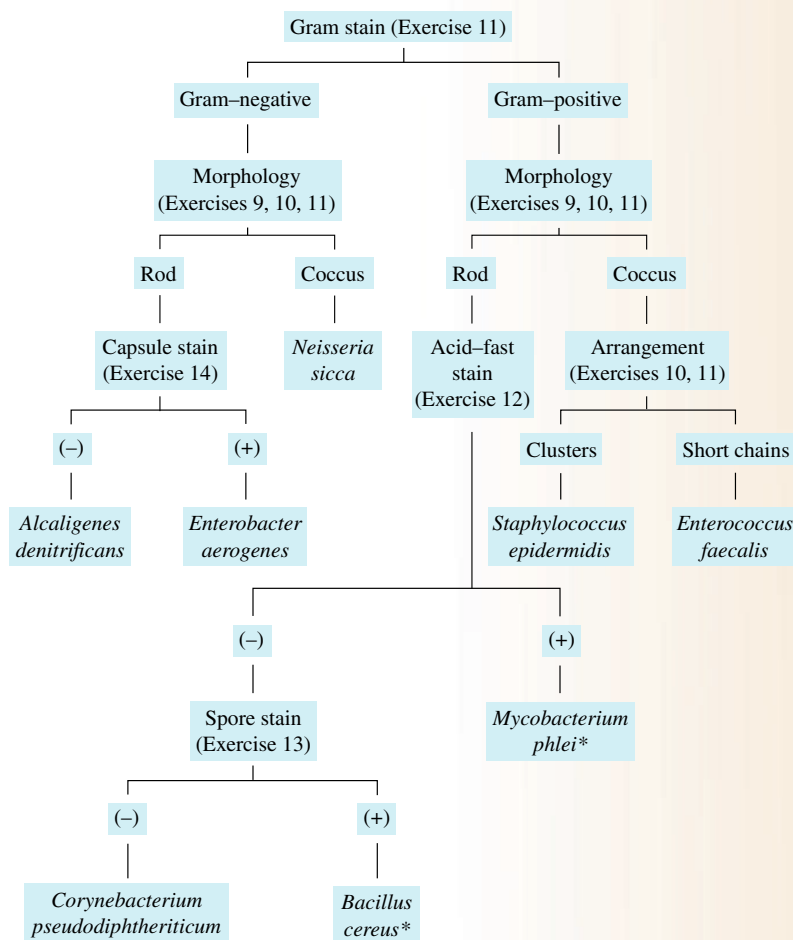 Gram stain (Exercise 11)
Gram–negative
Gram–positive
Morphology
(Exercises 9, 10, 11)
Morphology
(Exercises 9, 10, 11)
Rod
Coccus
Rod
Coccus
Capsule stain
(Exercise 14)
Neisseria
sicca
Acid–fast
stain
(Exercise 12)
Arrangement
(Exercises 10, 11)
(–)
(+)
Clusters
Short chains
Alcaligenes
denitrificans
Enterobacter
aerogenes
Staphylococcus
epidermidis
Enterococcus
faecalis
(–)
(+)
Spore stain
(Exercise 13)
Mycobacterium
phlei*
(–)
(+)
Corynebacterium
pseudodiphtheriticum
Bacillus
cereus*